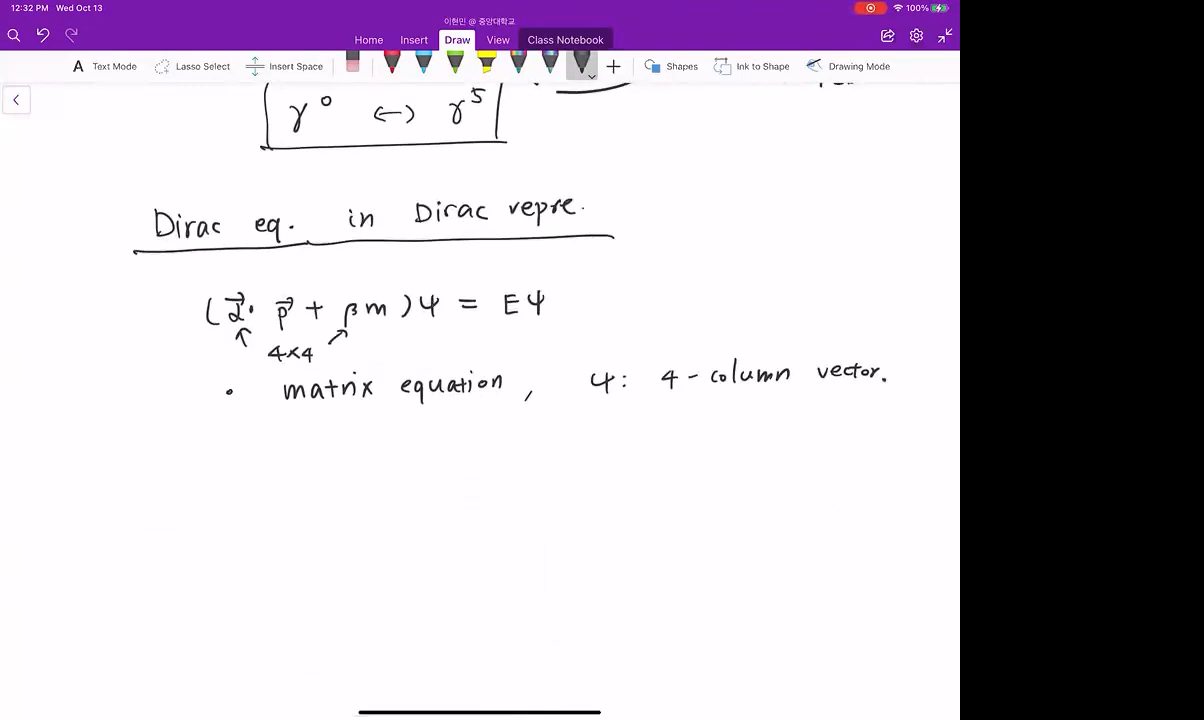 12:32 PM Wed Oct 13
100%
이현민 @ 중앙대학교
Home Insert Draw View Class Notebook
A Text Mode Lasso Select Insert Space Shapes Ink to Shape Drawing Mode
γ⁰ ↔ γ⁵
Dirac eq. in Dirac repre.
(α⃗· p⃗ + βm)ψ = Eψ
4×4
• matrix equation, ψ: 4-column vector.